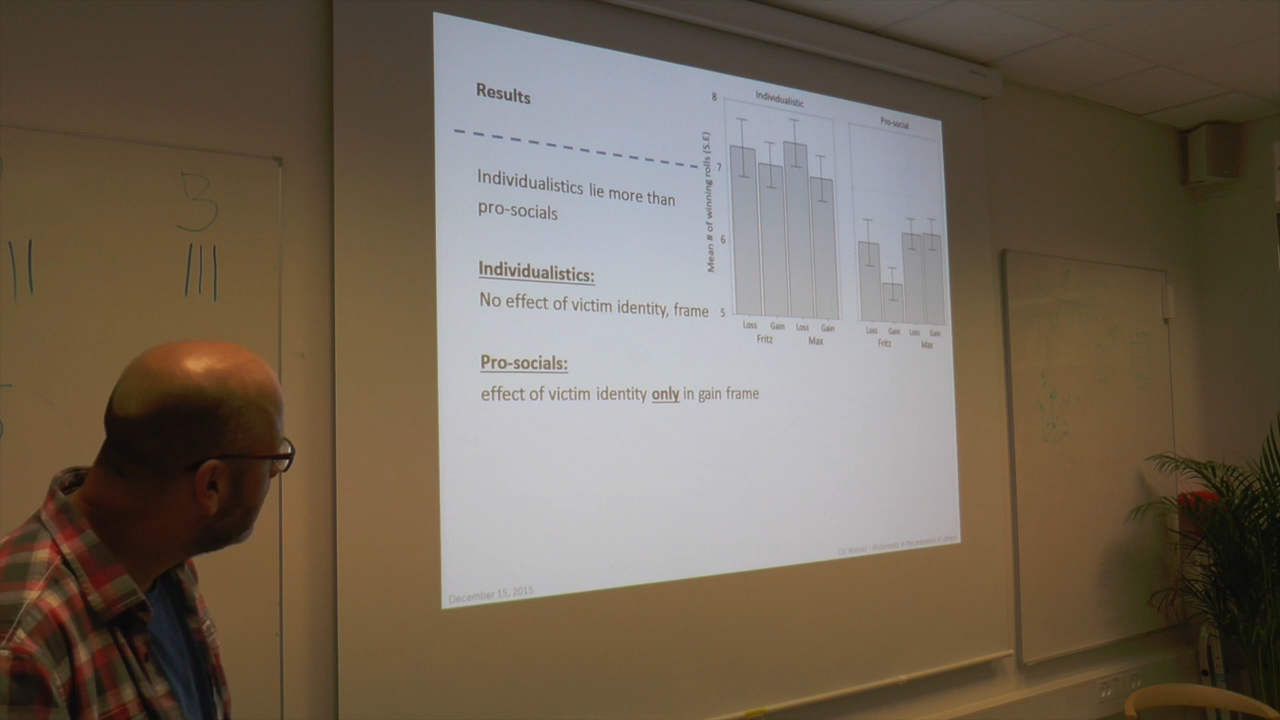 Results
Individualistics lie more than
pro-socials
Individualistics:
No effect of victim identity, frame
Pro-socials:
effect of victim identity only in gain frame
Individualistic
Pro-social
Mean # of winning rolls (S.E)
8
7
6
5
Loss Gain Loss Gain
Fritz Max
Loss Gain Loss Gain
Fritz Max
December 15, 2015
3